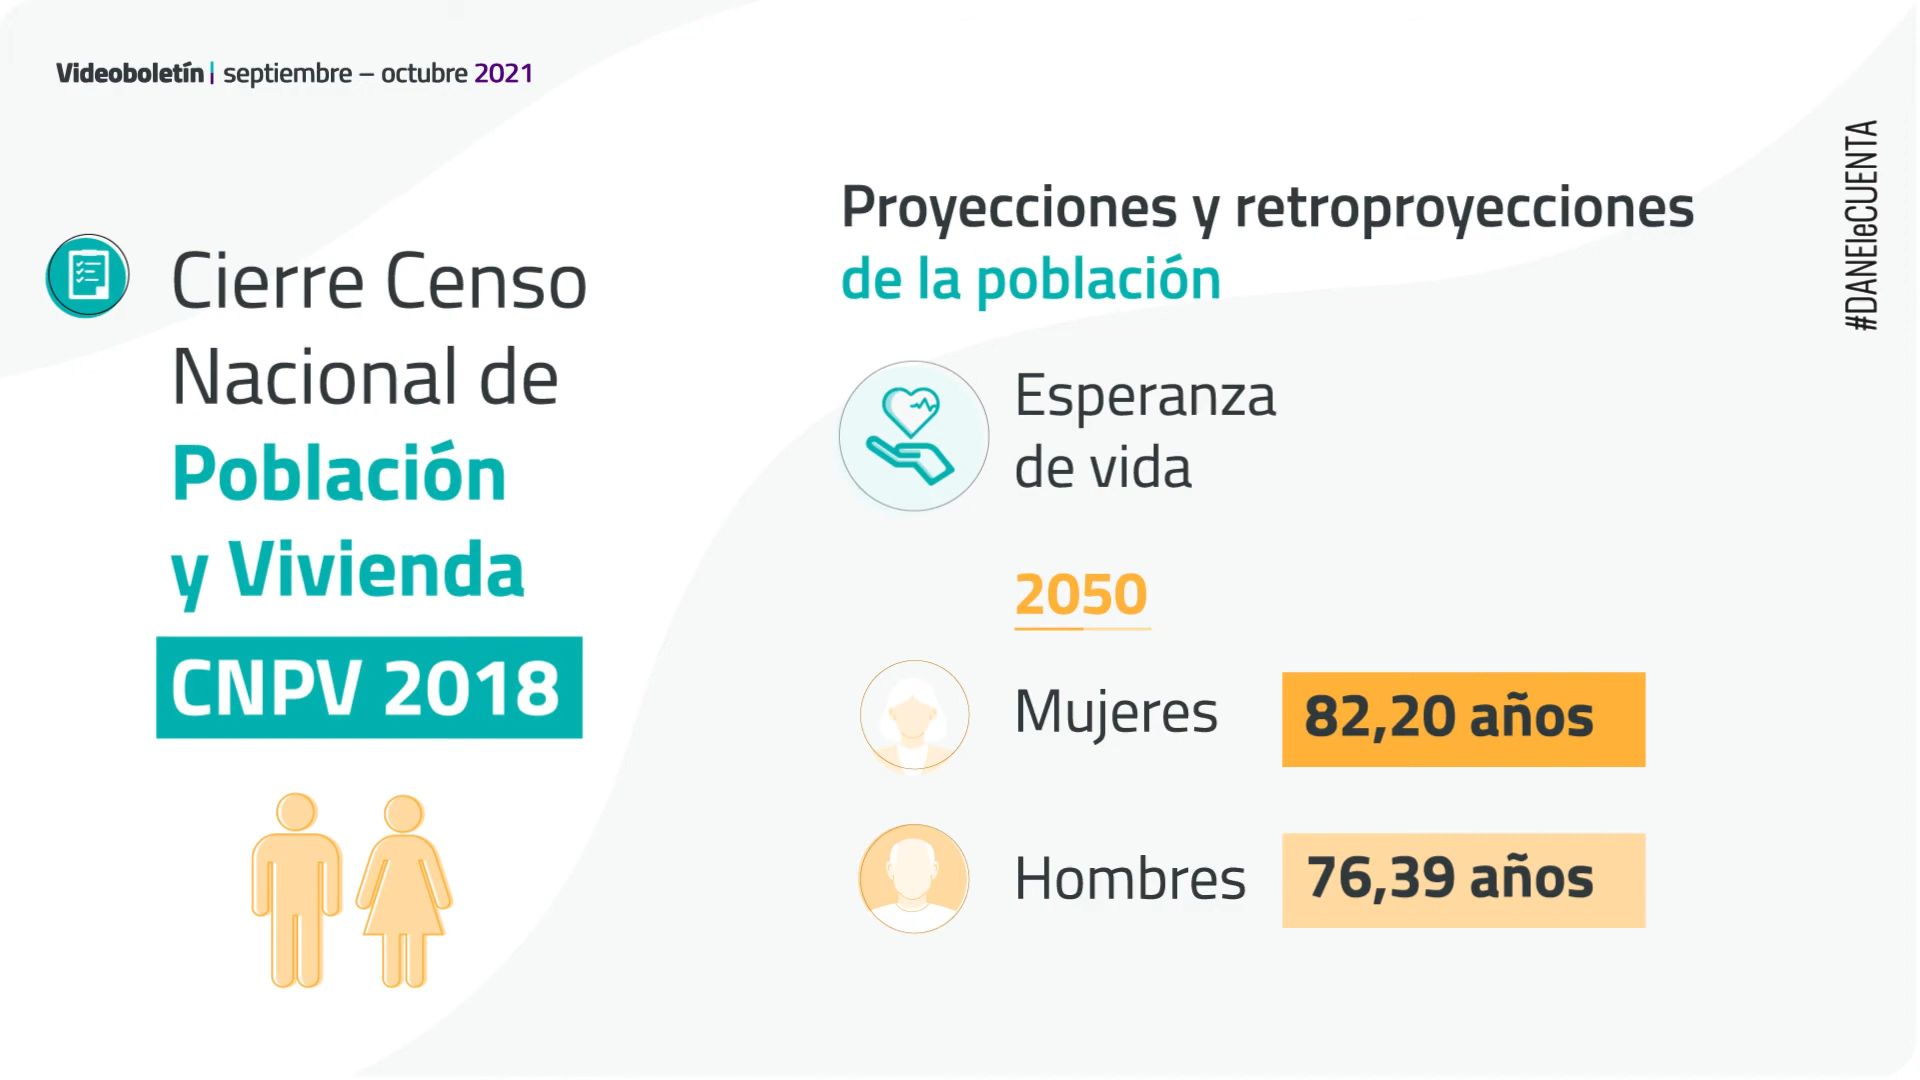 Videoboletín | septiembre – octubre 2021
Cierre Censo
Nacional de
Población
y Vivienda
CNPV 2018
Proyecciones y retroproyecciones
de la población
Esperanza
de vida
2050
Mujeres 82,20 años
Hombres 76,39 años
#DANEleCUENTA